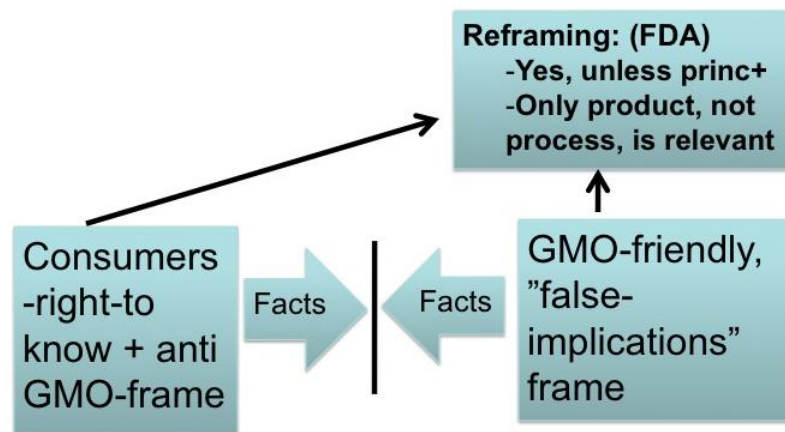 Reframing: (FDA)
-Yes, unless princ+
-Only product, not
process, is relevant
Consumers
-right-to
know + anti
GMO-frame
Facts
Facts
GMO-friendly,
”false-
implications”
frame